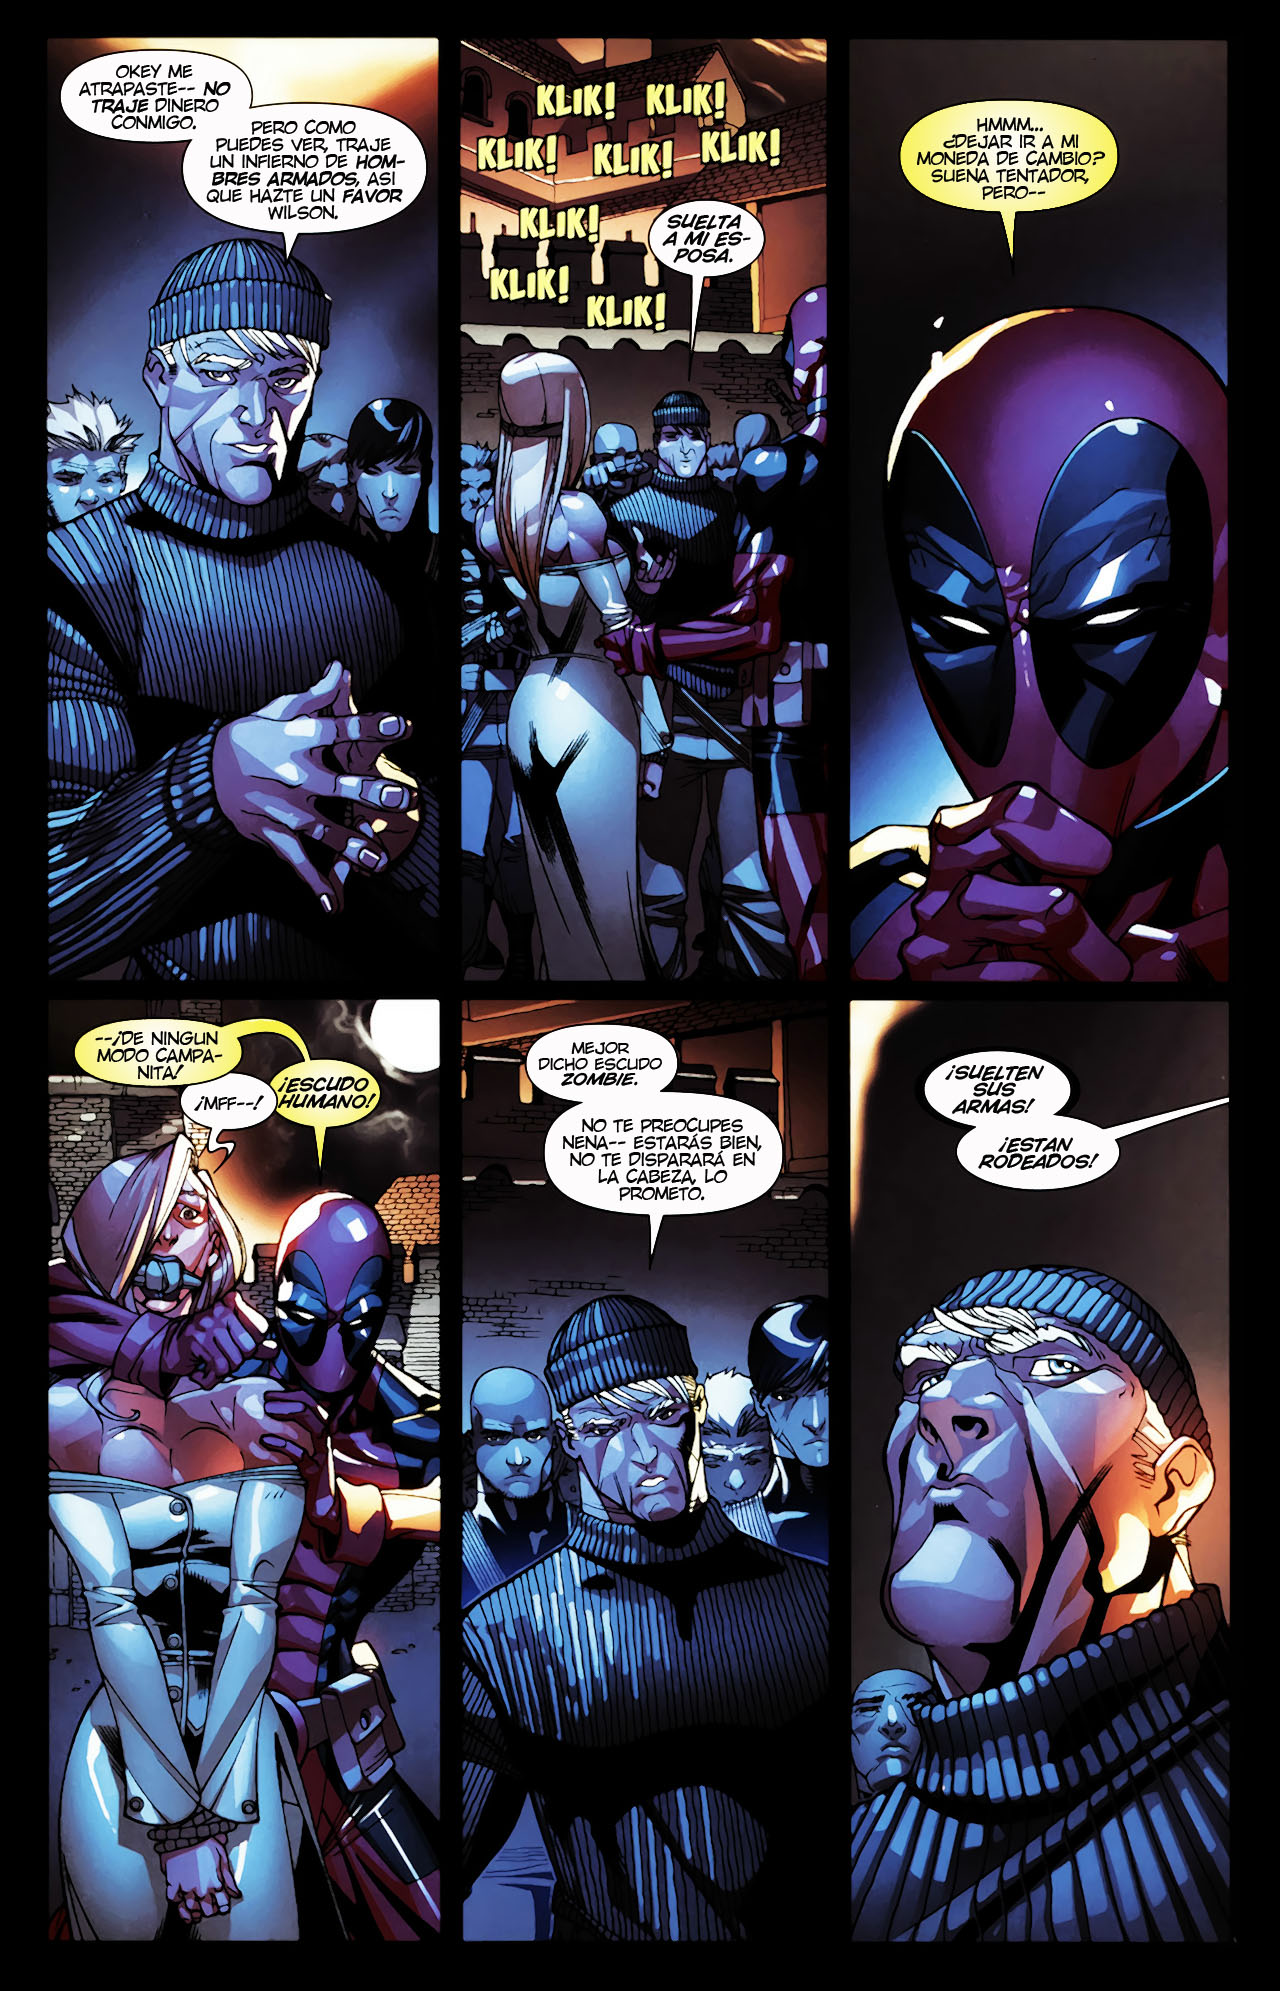 OKEY ME
ATRAPASTE-- NO
TRAJE DINERO
CONMIGO.
PERO COMO
PUEDES VER, TRAJE
UN INFIERNO DE HOM-
BRES ARMADOS, ASI
QUE HAZTE UN FAVOR
WILSON.
KLIK! KLIK!
KLIK! KLIK! KLIK!
KLIK!
KLIK!
KLIK!
SUELTA
A MI ES-
POSA.
HMMM...
¿DEJAR IR A MI
MONEDA DE CAMBIO?
SUENA TENTADOR,
PERO--
--¡DE NINGUN
MODO CAMPA-
NITA!
¡MFF--!
¡ESCUDO
HUMANO!
MEJOR
DICHO ESCUDO
ZOMBIE.
NO TE PREOCUPES
NENA-- ESTARÁS BIEN,
NO TE DISPARARÁ EN
LA CABEZA, LO
PROMETO.
¡SUELTEN
SUS
ARMAS!
¡ESTAN
RODEADOS!